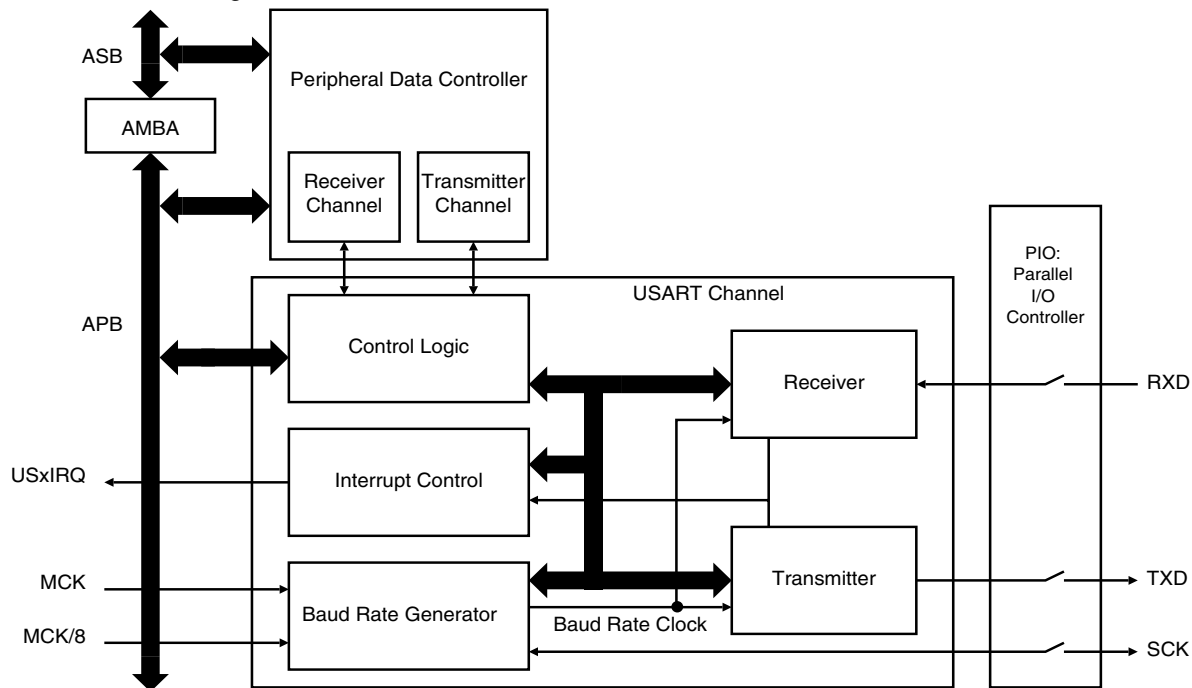 ASB
Peripheral Data Controller
AMBA
Receiver
Channel
Transmitter
Channel
PIO:
Parallel
I/O
Controller
USART Channel
APB
Control Logic
Receiver
RXD
USxIRQ
Interrupt Control
MCK
Baud Rate Generator
Transmitter
TXD
Baud Rate Clock
MCK/8
SCK